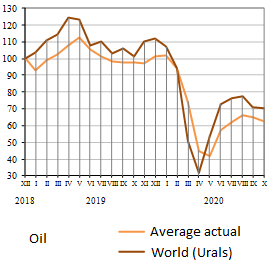 130
120
110
100
90
80
70
60
50
40
30
XII I II III IV V VI VII VIII IX X XI XII I II III IV V VI VII VIII IX X
2018 2019 2020
Oil
Average actual
World (Urals)